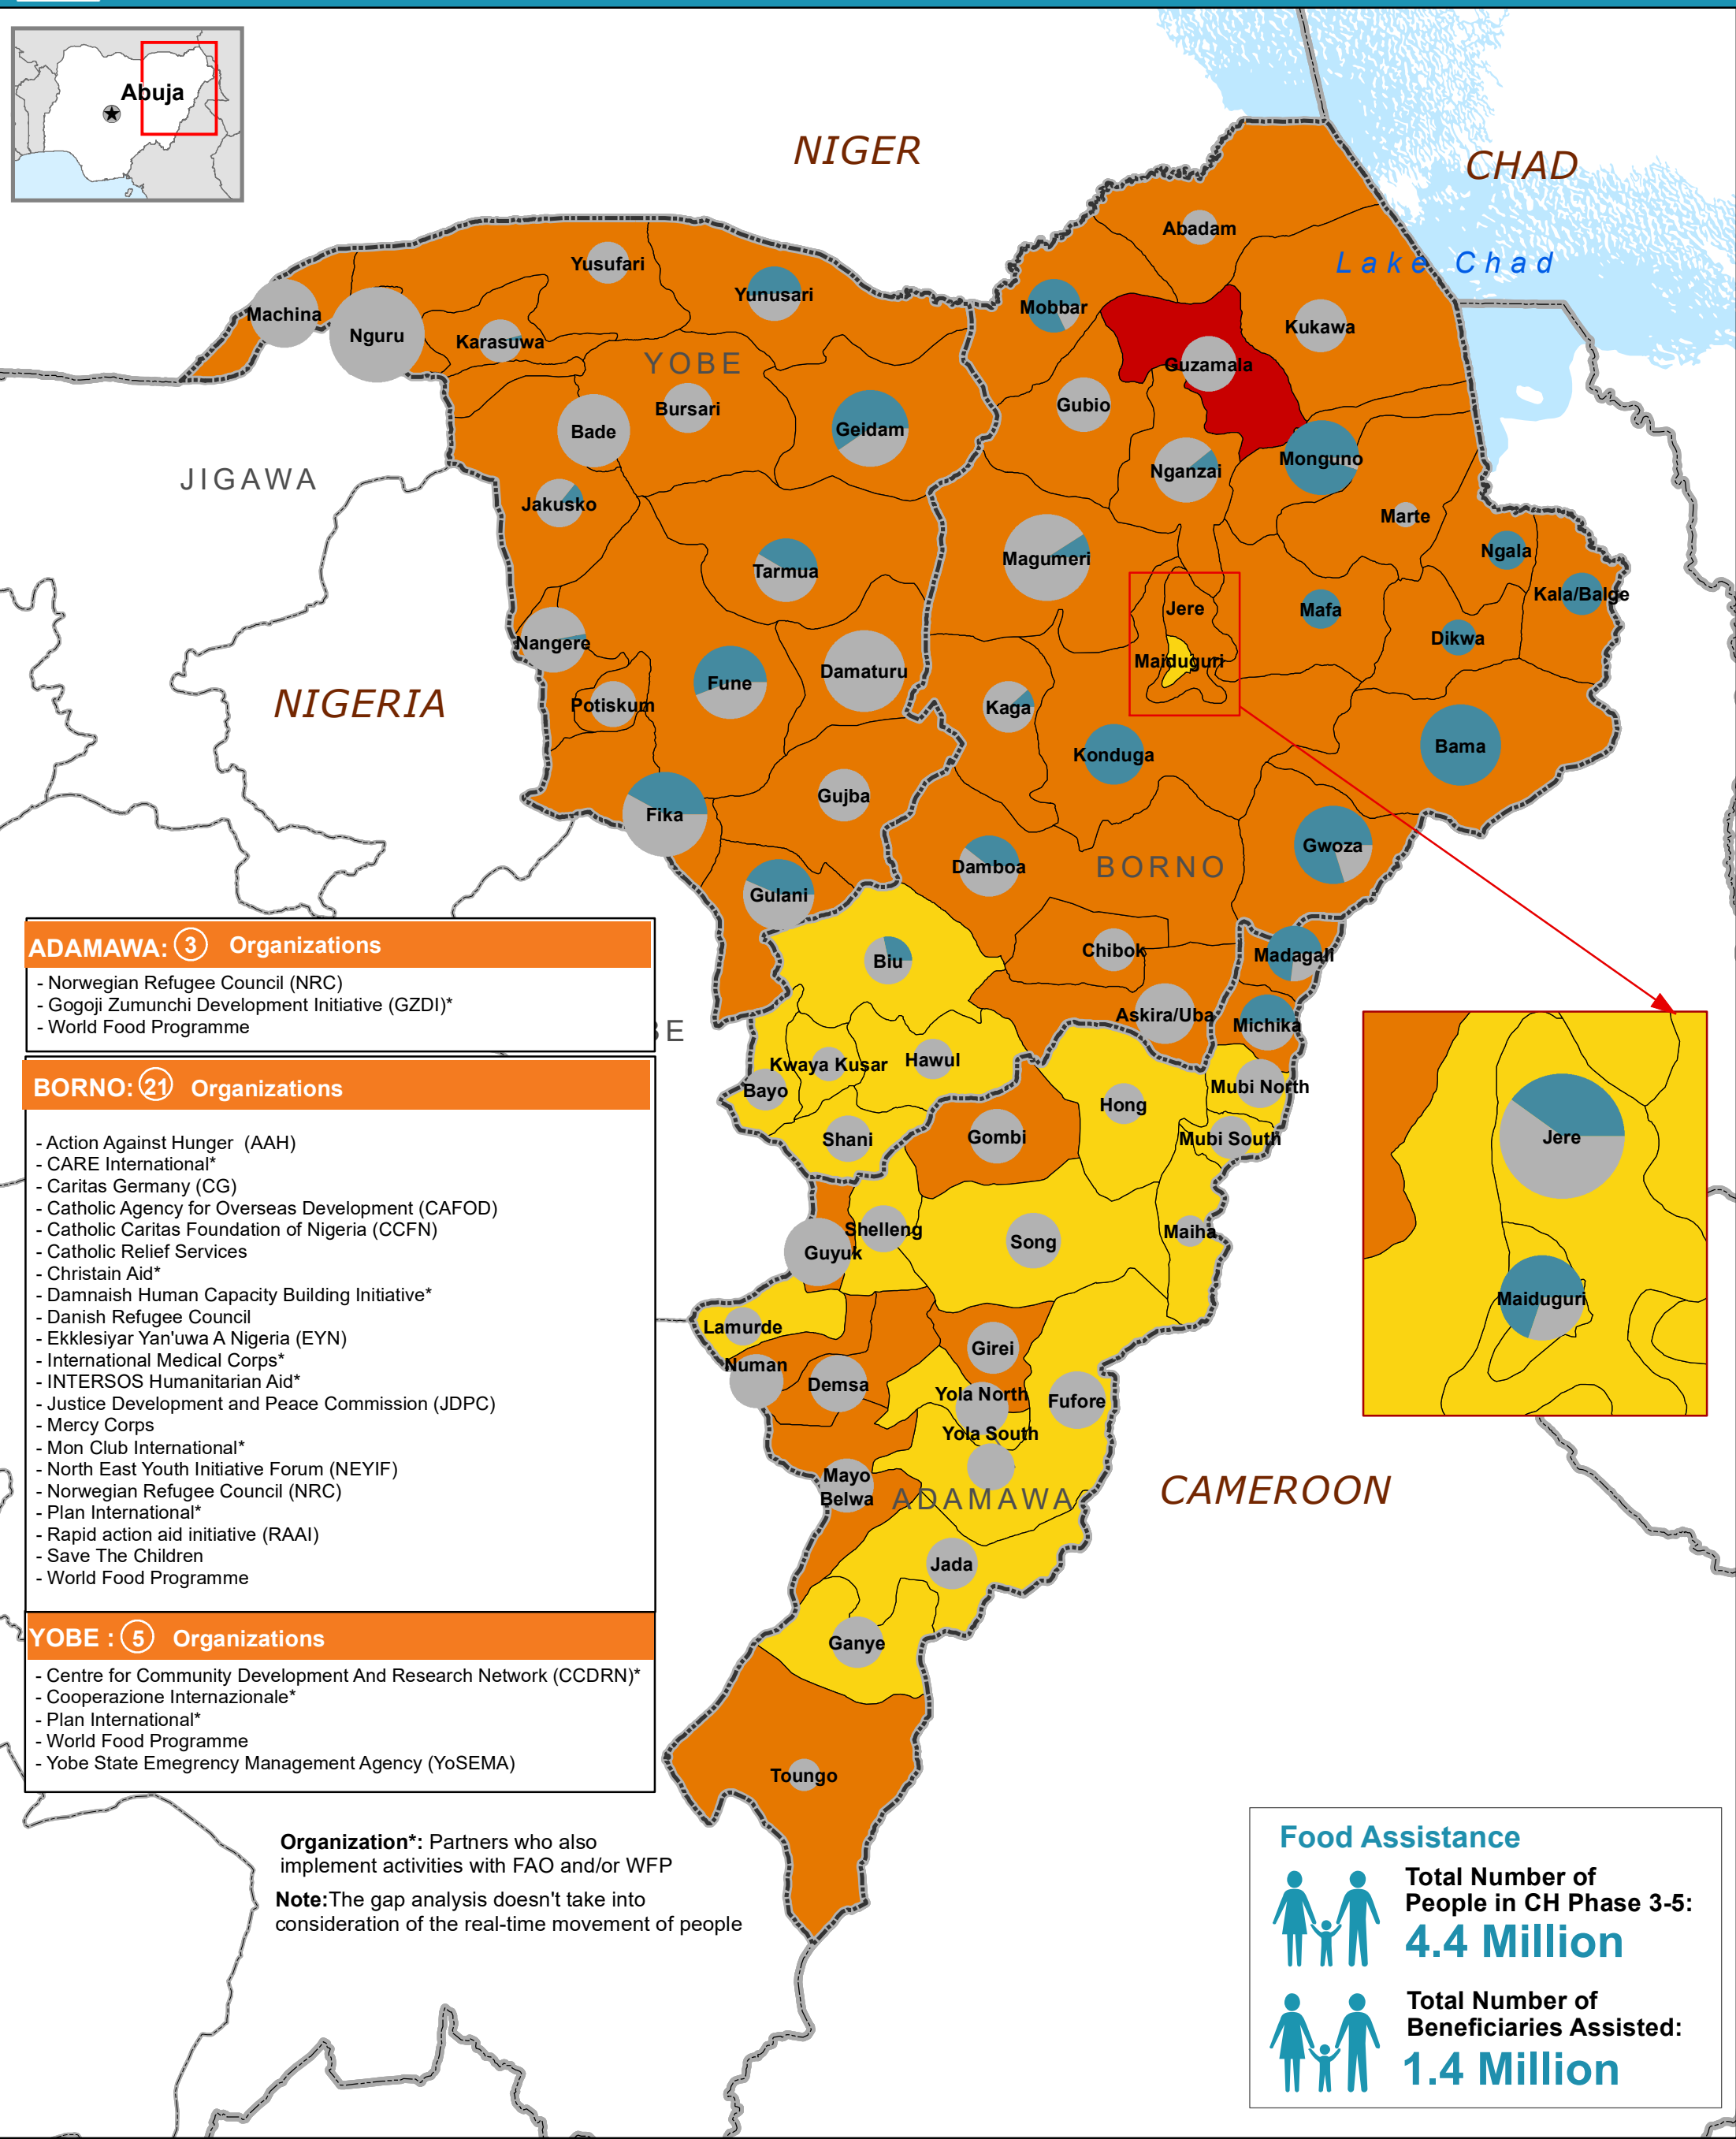 Abuja
NIGER
CHAD
Lake Chad
Abadam
Yusufari
Yunusari
Mobbar
Machina
Nguru
Karasuwa
Kukawa
YOBE
Guzamala
Bursari
Gubio
Bade
Geidam
Monguno
Nganzai
JIGAWA
Jakusko
Marte
Ngala
Magumeri
Tarmua
Kala/Balge
Jere
Mafa
Dikwa
Nangere
Maiduguri
Damaturu
Fune
NIGERIA
Potiskum
Kaga
Bama
Konduga
Gujba
Fika
Gwoza
Damboa
BORNO
Gulani
Chibok
Madagali
Biu
Askira/Uba
Michika
BE
Hawul
Kwaya Kusar
Bayo
Mubi North
Hong
Gombi
Shani
Mubi South
Shelleng
Maiha
Song
Guyuk
Lamurde
Girei
Numan
Demsa
Yola North
Fufore
Yola South
Mayo
Belwa
ADAMAWA
CAMEROON
Jada
Ganye
Toungo
Jere
Maiduguri
ADAMAWA: 3 Organizations
- Norwegian Refugee Council (NRC)
- Gogoji Zumunchi Development Initiative (GZDI)*
- World Food Programme
BORNO: 21 Organizations
- Action Against Hunger (AAH)
- CARE International*
- Caritas Germany (CG)
- Catholic Agency for Overseas Development (CAFOD)
- Catholic Caritas Foundation of Nigeria (CCFN)
- Catholic Relief Services
- Christain Aid*
- Damnaish Human Capacity Building Initiative*
- Danish Refugee Council
- Ekklesiyar Yan'uwa A Nigeria (EYN)
- International Medical Corps*
- INTERSOS Humanitarian Aid*
- Justice Development and Peace Commission (JDPC)
- Mercy Corps
- Mon Club International*
- North East Youth Initiative Forum (NEYIF)
- Norwegian Refugee Council (NRC)
- Plan International*
- Rapid action aid initiative (RAAI)
- Save The Children
- World Food Programme
YOBE : 5 Organizations
- Centre for Community Development And Research Network (CCDRN)*
- Cooperazione Internazionale*
- Plan International*
- World Food Programme
- Yobe State Emegrency Management Agency (YoSEMA)
Organization*: Partners who also
implement activities with FAO and/or WFP
Note:The gap analysis doesn't take into
consideration of the real-time movement of people
Food Assistance
Total Number of
People in CH Phase 3-5:
4.4 Million
Total Number of
Beneficiaries Assisted:
1.4 Million